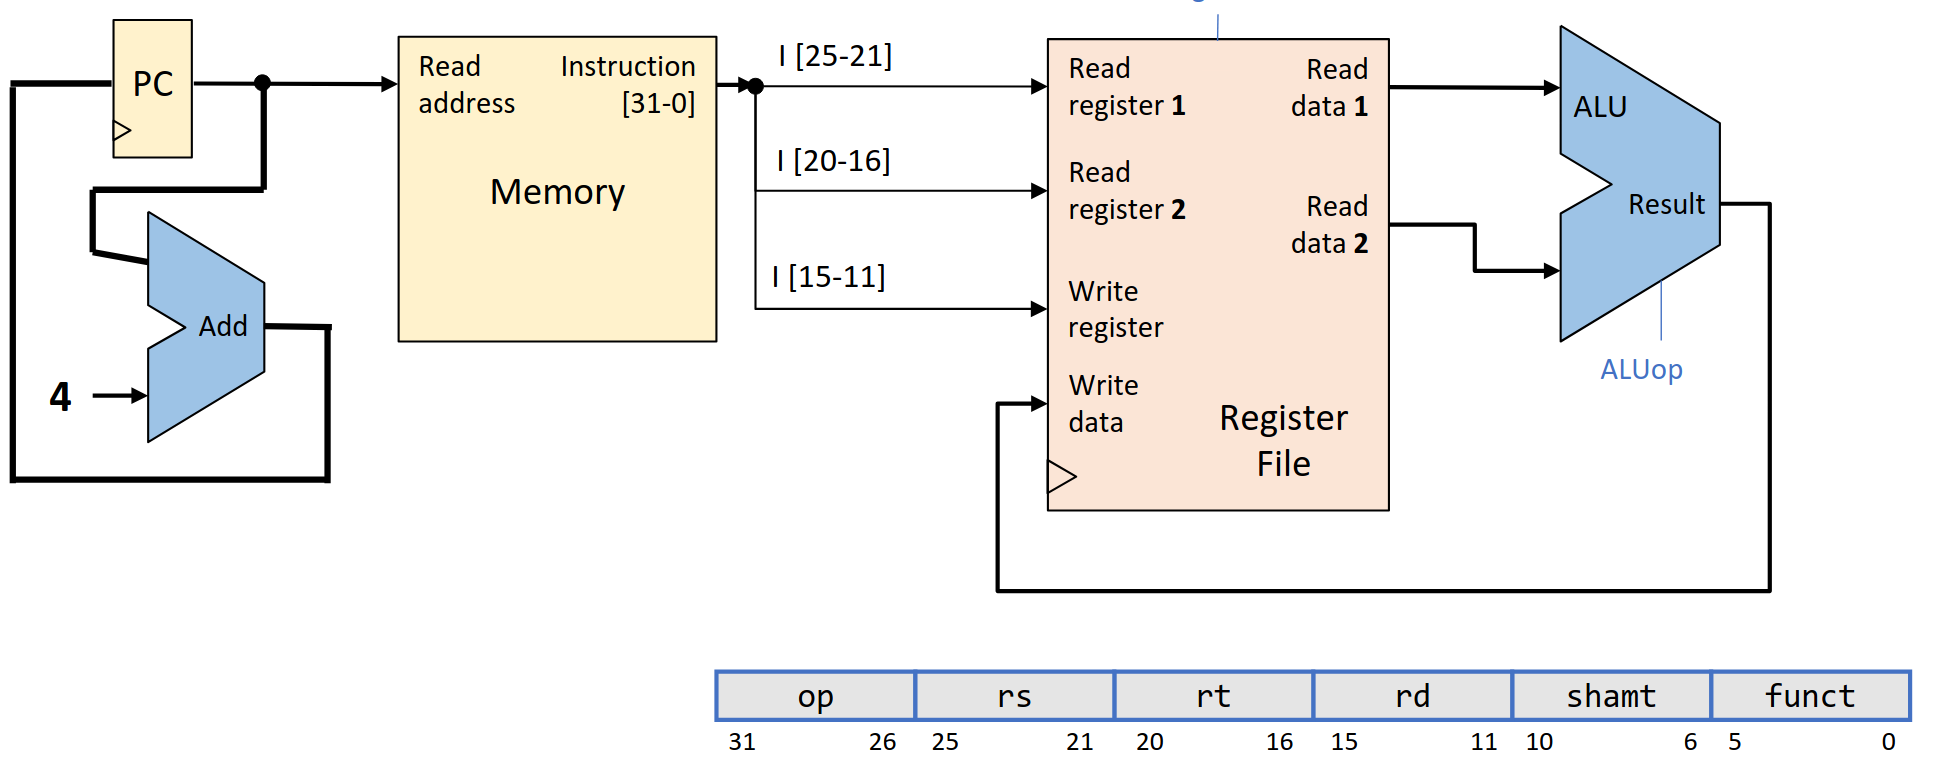 PC
Read
address
Instruction
[31-0]
Memory
Add
4
I [25-21]
I [20-16]
I [15-11]
Read
register 1
Read
register 2
Write
register
Write
data
Read
data 1
Read
data 2
Register
File
ALU
Result
ALUop
op rs rt rd shamt funct
31 26 25 21 20 16 15 11 10 6 5 0